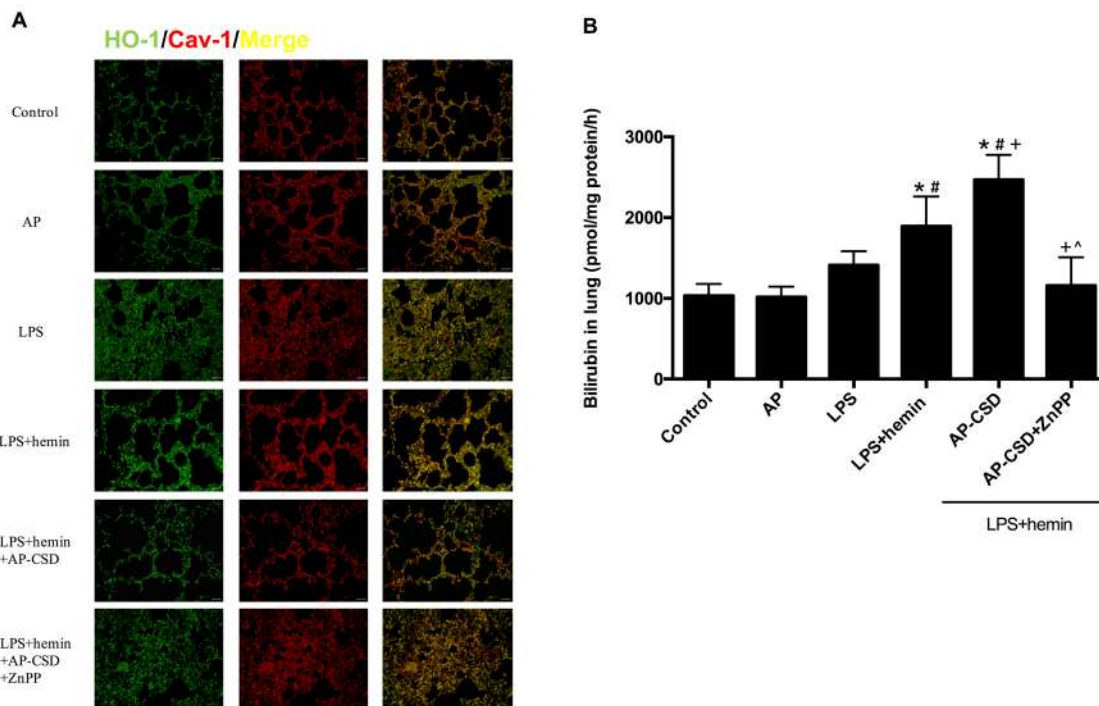 A
HO-1/Cav-1/Merge
Control
AP
LPS
LPS+hemin
LPS+hemin
+AP-CSD
LPS+hemin
+AP-CSD
+ZnPP
B
Bilirubin in lung (pmol/mg protein/h)
3000
2000
1000
0
* #
* # +
+ ^
Control
AP
LPS
LPS+hemin
AP-CSD
AP-CSD+ZnPP
LPS+hemin